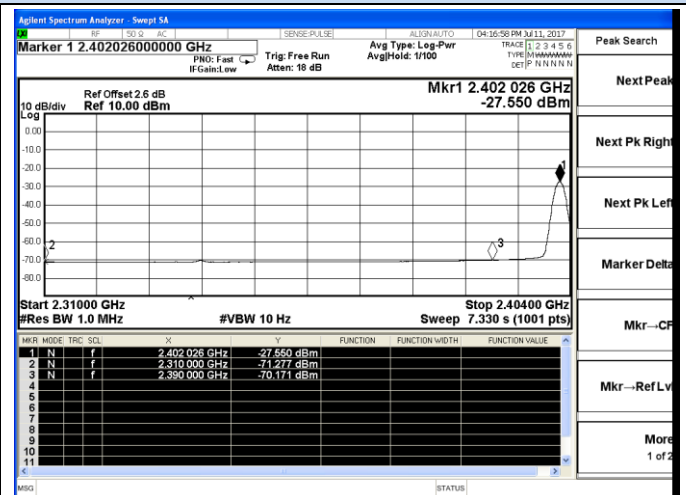 Agilent Spectrum Analyzer - Swept SA
RF 50 Ω AC SENSE:PULSE ALIGN AUTO 04:16:58 PM Jul 11, 2017
Marker 1 2.402026000000 GHz
PNO: Fast
IFGain:Low
Trig: Free Run
Atten: 18 dB
Avg Type: Log-Pwr
Avg|Hold: 1/100
TRACE 1 2 3 4 5 6
TYPE M
DET P N N N N N
Ref Offset 2.6 dB
10 dB/div Ref 10.00 dBm
Log
Mkr1 2.402 026 GHz
-27.550 dBm
0.00
-10.0
-20.0
-30.0
-40.0
-50.0
-60.0
-70.0
-80.0
1
2
3
Start 2.31000 GHz Stop 2.40400 GHz
#Res BW 1.0 MHz #VBW 10 Hz Sweep 7.330 s (1001 pts)
MKR MODE TRC SCL X Y FUNCTION FUNCTION WIDTH FUNCTION VALUE
1 N f 2.402 026 GHz -27.550 dBm
2 N f 2.310 000 GHz -71.277 dBm
3 N f 2.390 000 GHz -70.171 dBm
4
5
6
7
8
9
10
11
MSG STATUS
Peak Search
Next Peak
Next Pk Right
Next Pk Left
Marker Delta
Mkr→CF
Mkr→Ref Lvl
More
1 of 2